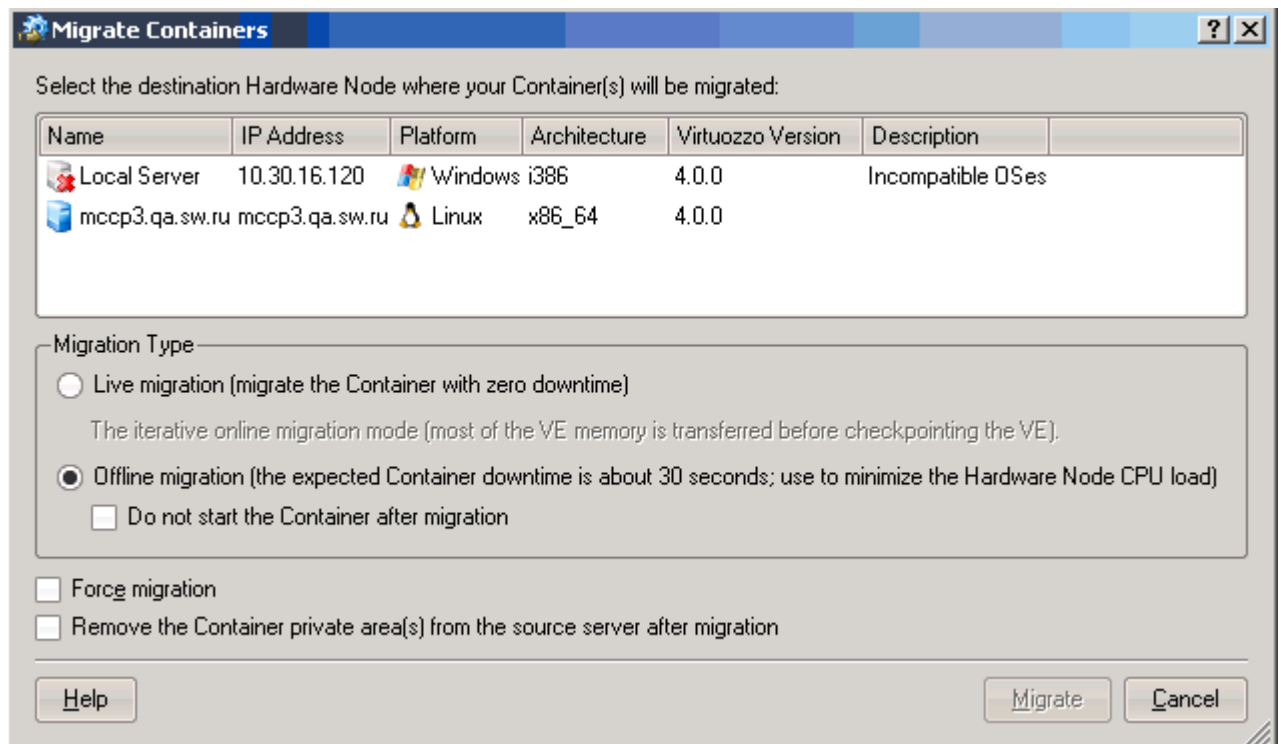 Migrate Containers
Select the destination Hardware Node where your Container(s) will be migrated:
Name IP Address Platform Architecture Virtuozzo Version Description
Local Server 10.30.16.120 Windows i386 4.0.0 Incompatible OSes
mccp3.qa.sw.ru mccp3.qa.sw.ru Linux x86_64 4.0.0
Migration Type
Live migration (migrate the Container with zero downtime)
The iterative online migration mode (most of the VE memory is transferred before checkpointing the VE).
Offline migration (the expected Container downtime is about 30 seconds; use to minimize the Hardware Node CPU load)
Do not start the Container after migration
Force migration
Remove the Container private area(s) from the source server after migration
Help Migrate Cancel